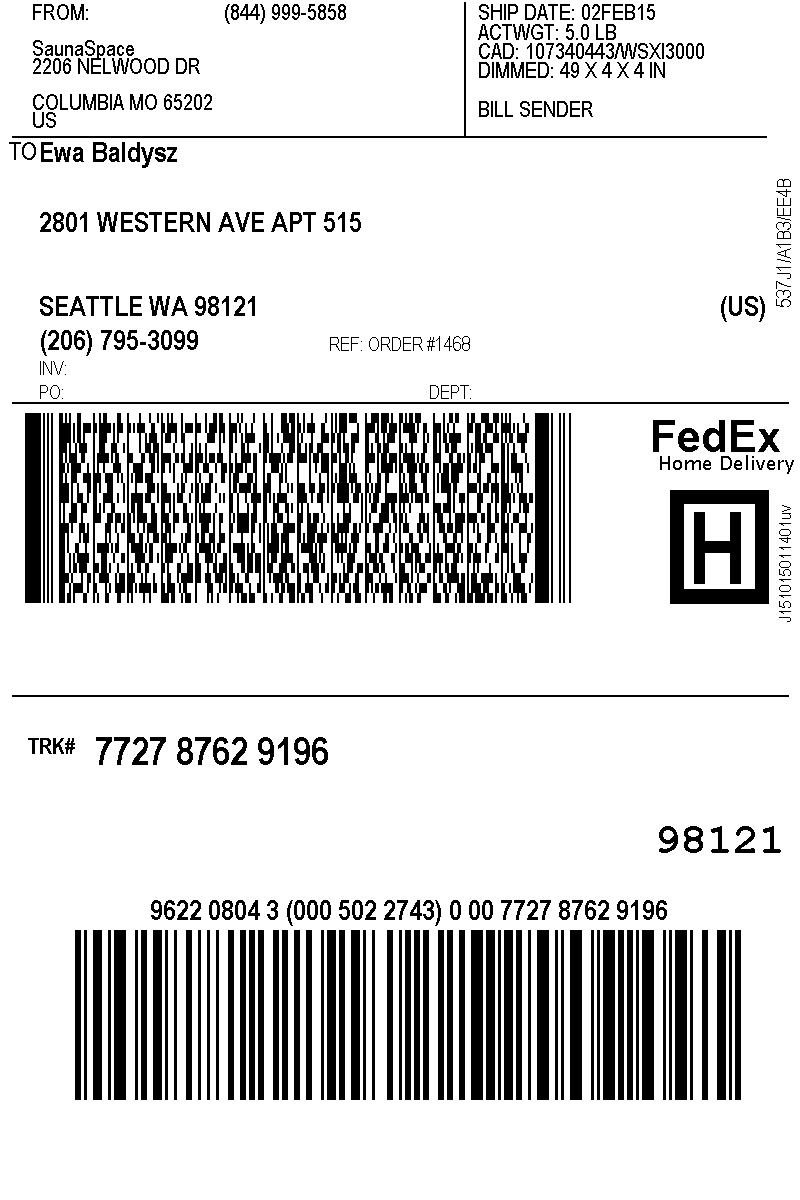 FROM: (844) 999-5858
SaunaSpace
2206 NELWOOD DR
COLUMBIA MO 65202
US
SHIP DATE: 02FEB15
ACTWGT: 5.0 LB
CAD: 107340443/WSXI3000
DIMMED: 49 X 4 X 4 IN
BILL SENDER
TO Ewa Baldysz
2801 WESTERN AVE APT 515
SEATTLE WA 98121 (US)
(206) 795-3099 REF: ORDER #1468
INV:
PO: DEPT:
537J1/A1B3/EE4B
FedEx
Home Delivery
H
J151015011401uv
TRK# 7727 8762 9196
98121
9622 0804 3 (000 502 2743) 0 00 7727 8762 9196